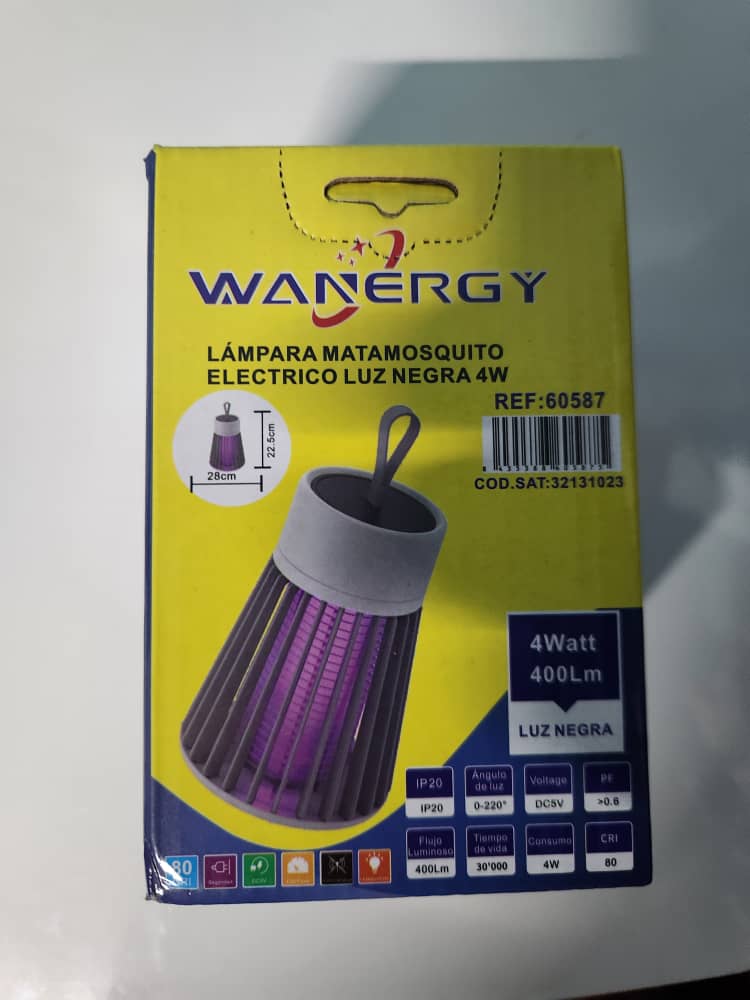 WANERGY
LÁMPARA MATAMOSQUITO
ELECTRICO LUZ NEGRA 4W
REF:60587
COD.SAT:32131023
22.5cm
28cm
4Watt
400Lm
LUZ NEGRA
IP20
IP20
Ángulo
de luz
0-220°
Voltage
DC5V
PF
>0.6
Flujo
Luminoso
400Lm
Tiempo
de vida
30'000
Consumo
4W
CRI
80
80
CRI
DC5V